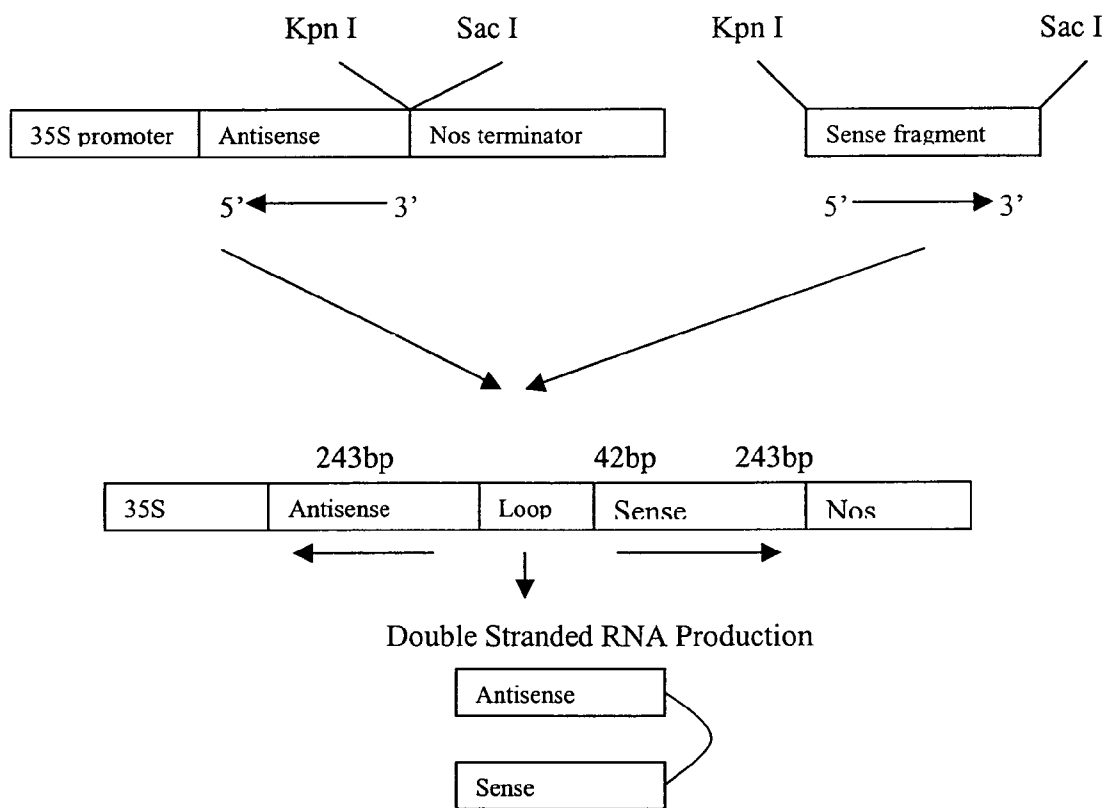 Kpn I Sac I Kpn I Sac I
35S promoter Antisense Nos terminator Sense fragment
5' 3' 5' 3'
243bp 42bp 243bp
35S Antisense Loop Sense Nos
Double Stranded RNA Production
Antisense
Sense